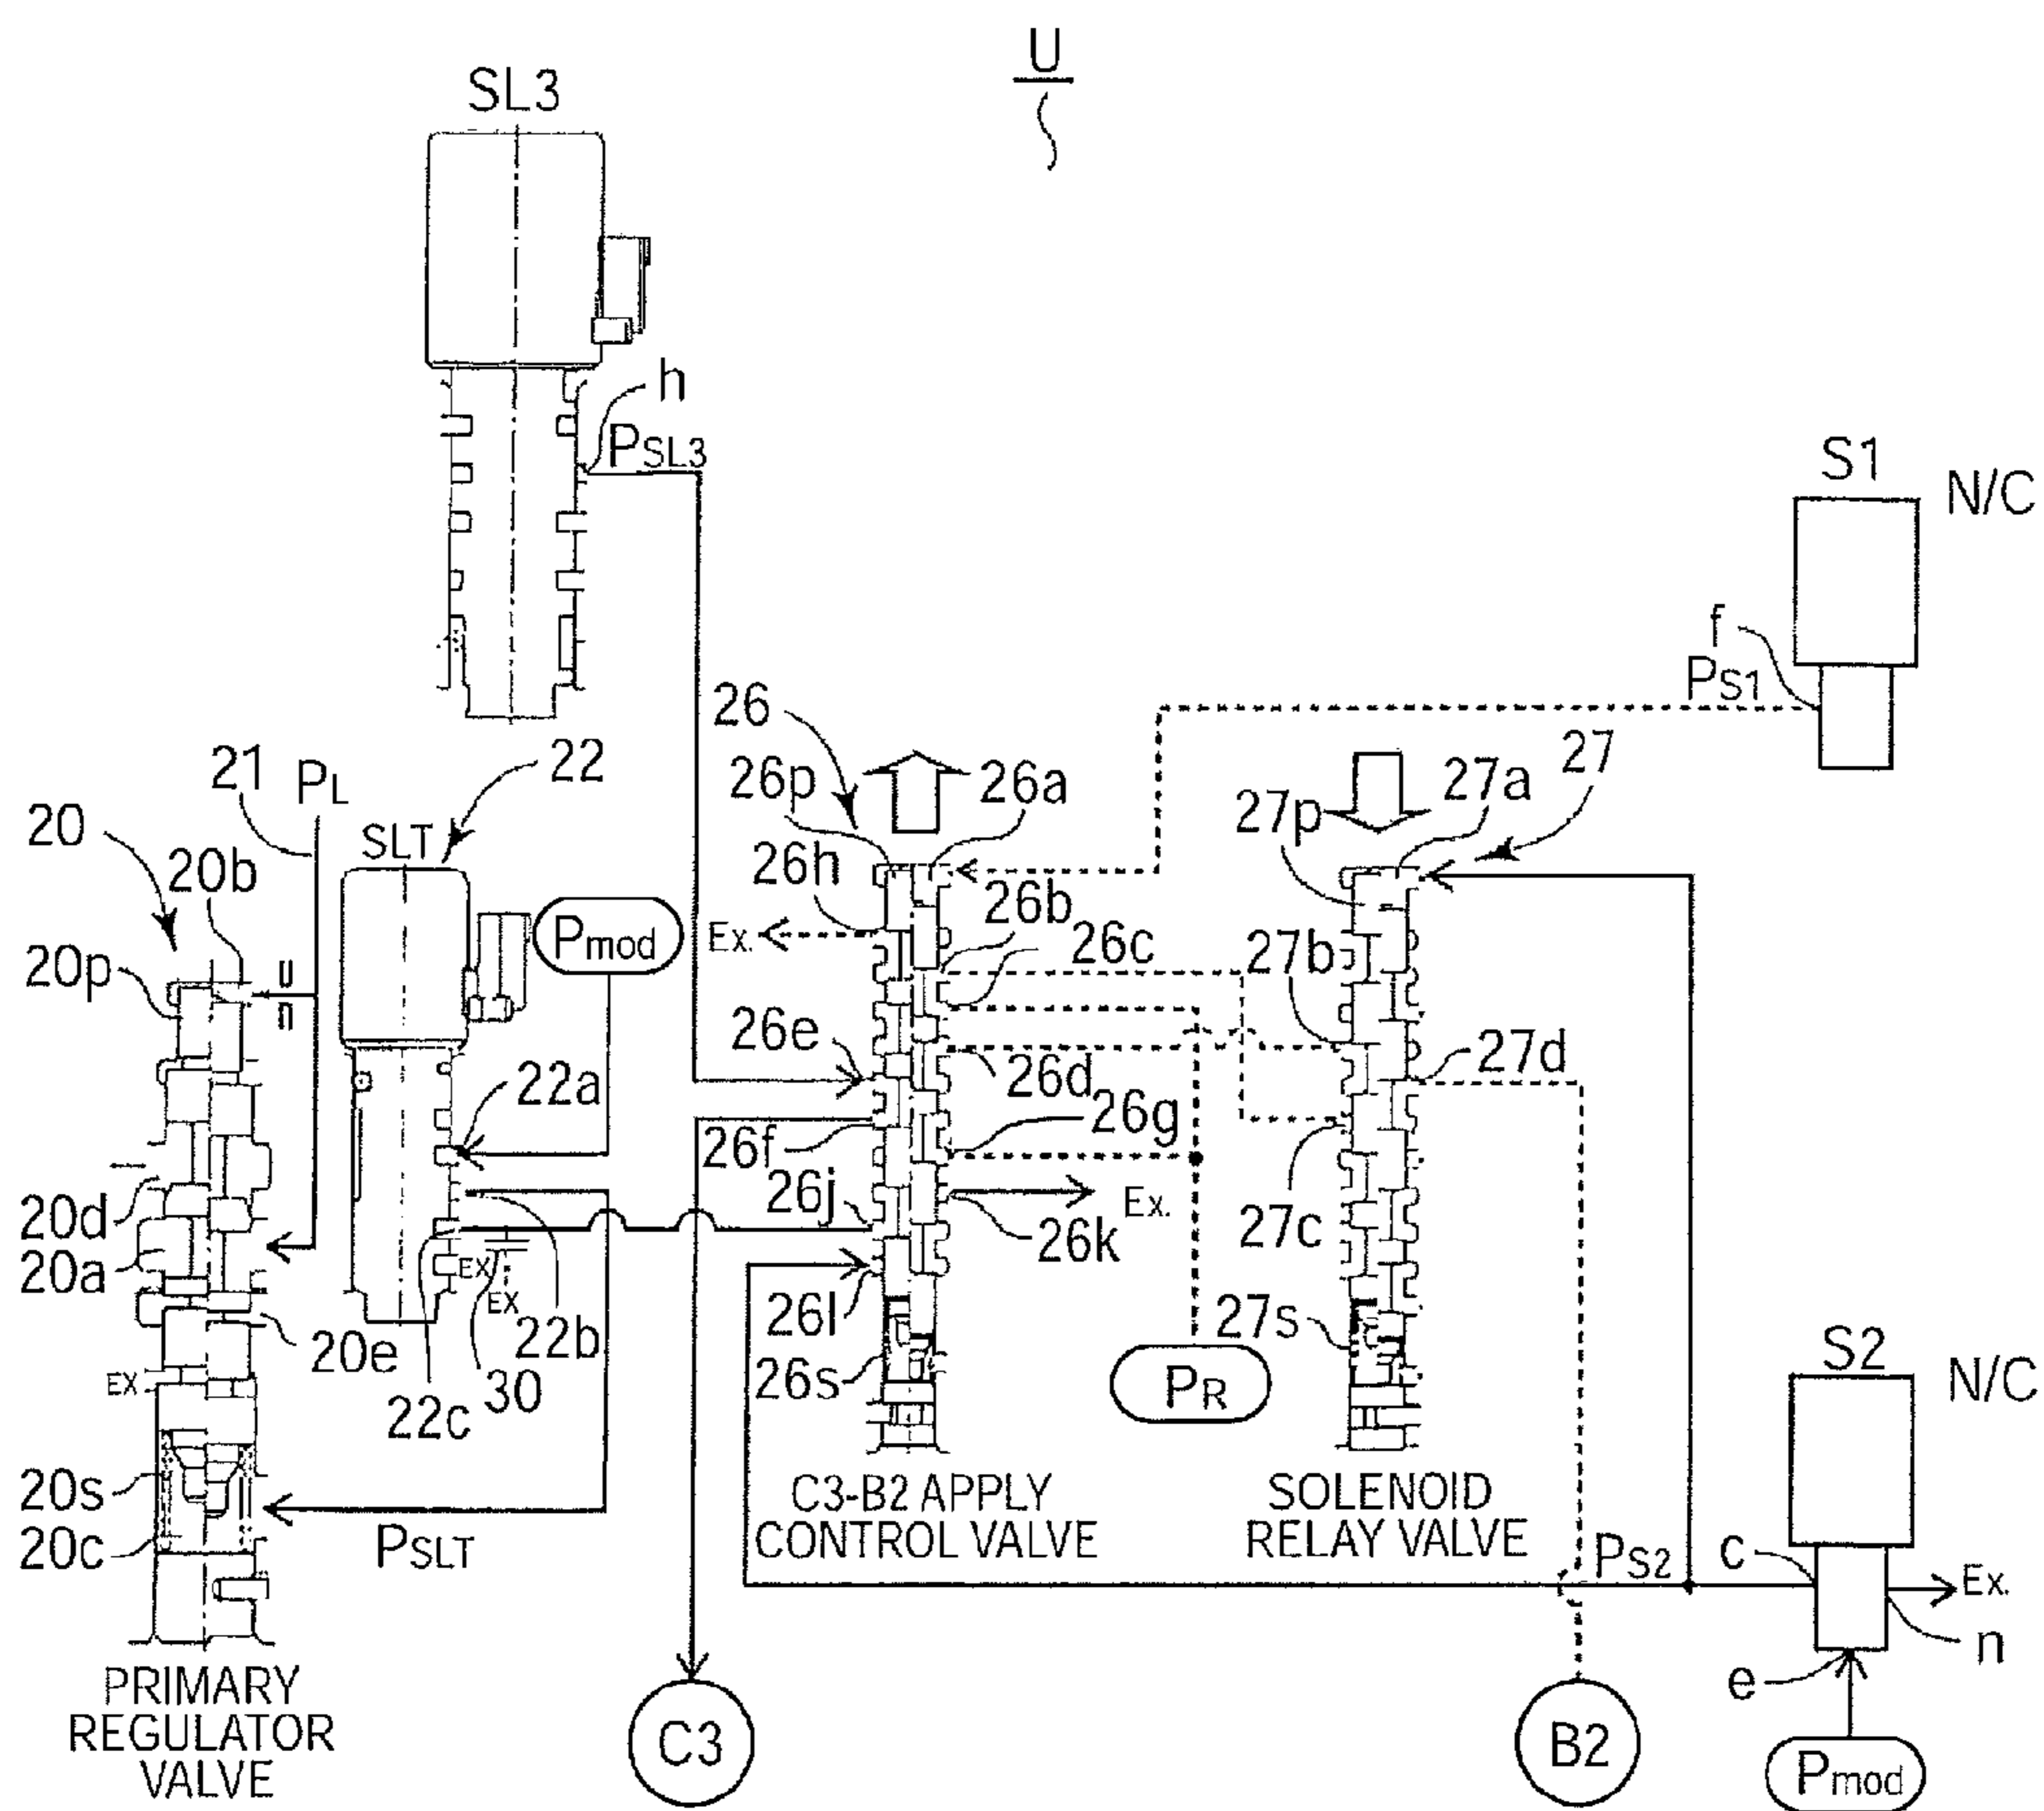 U
SL3
h
PSL3
S1
N/C
f
PS1
26
22
21
PL
26p
26a
27p
27a
27
20
SLT
20b
26h
26b
Pmod
Ex.
26c
27b
20p
26e
26d
27d
22a
26g
26f
26j
Ex.
20d
27c
26k
20a
EX
EX
26l
22b
27s
20e
S2
26s
N/C
EX
30
PR
22c
20s
C3-B2 APPLY
CONTROL VALVE
SOLENOID
RELAY VALVE
20c
PSLT
PS2
c
Ex.
n
e
PRIMARY
REGULATOR
VALVE
C3
B2
Pmod